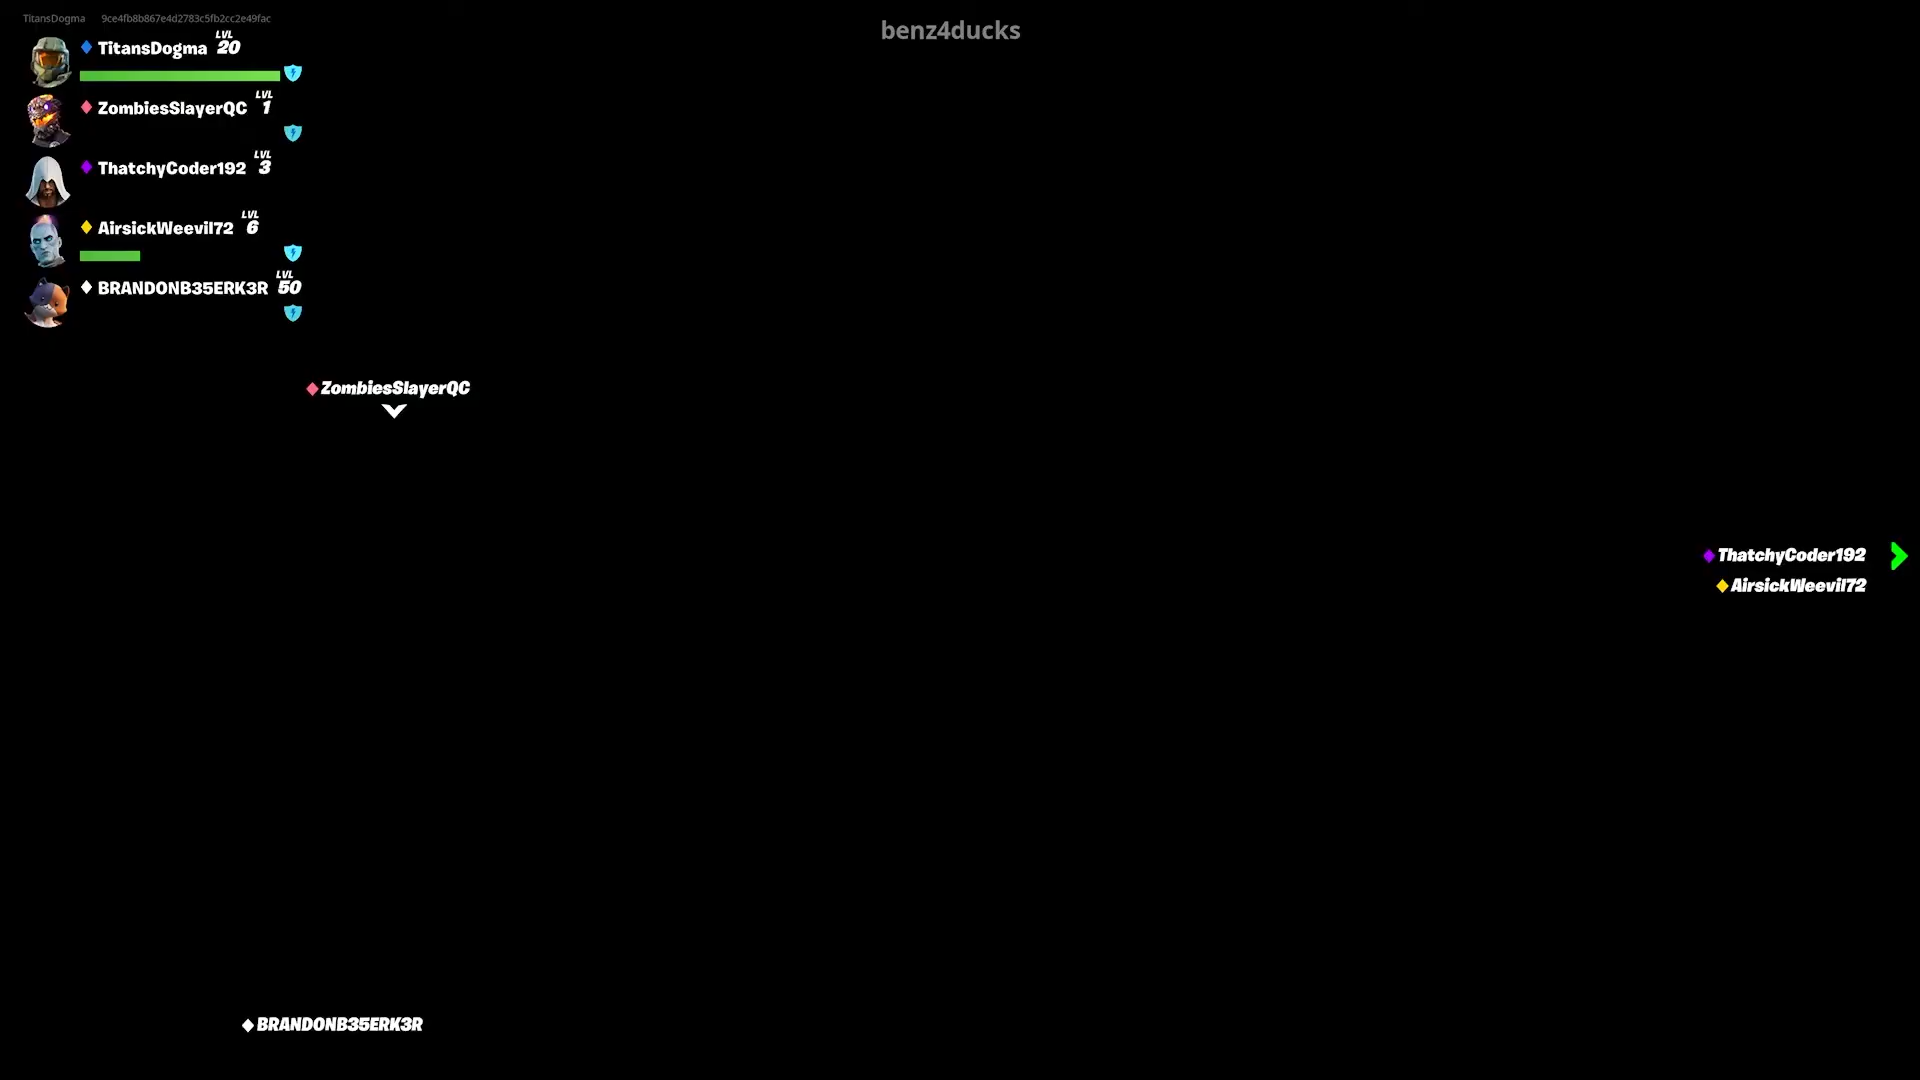 TitansDogma 9ce4fb8b867e4d2783c5fb2cc2e49fac
benz4ducks
TitansDogma LVL 20
ZombiesSlayerQC LVL 1
ThatchyCoder192 LVL 3
AirsickWeevil72 LVL 6
BRANDONB35ERK3R LVL 50
ZombiesSlayerQC
ThatchyCoder192
AirsickWeevil72
BRANDONB35ERK3R